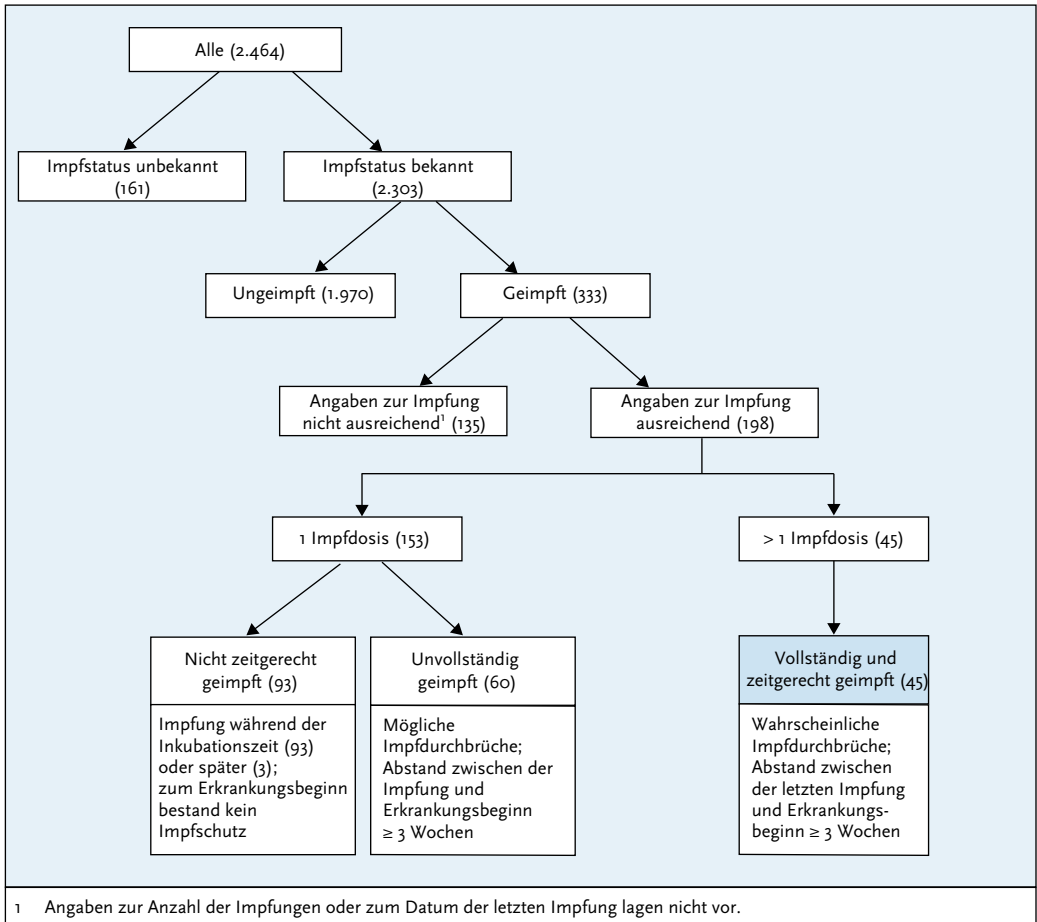 Alle (2.464)
Impfstatus unbekannt
(161)
Impfstatus bekannt
(2.303)
Ungeimpft (1.970)
Geimpft (333)
Angaben zur Impfung
nicht ausreichend¹ (135)
Angaben zur Impfung
ausreichend (198)
1 Impfdosis (153)
> 1 Impfdosis (45)
Nicht zeitgerecht
geimpft (93)
Impfung während der
Inkubationszeit (93)
oder später (3);
zum Erkrankungsbeginn
bestand kein
Impfschutz
Unvollständig
geimpft (60)
Mögliche
Impfdurchbrüche;
Abstand zwischen der
Impfung und
Erkrankungsbeginn
≥ 3 Wochen
Vollständig und
zeitgerecht geimpft (45)
Wahrscheinliche
Impfdurchbrüche;
Abstand zwischen
der letzten Impfung
und Erkrankungs-
beginn ≥ 3 Wochen
1 Angaben zur Anzahl der Impfungen oder zum Datum der letzten Impfung lagen nicht vor.